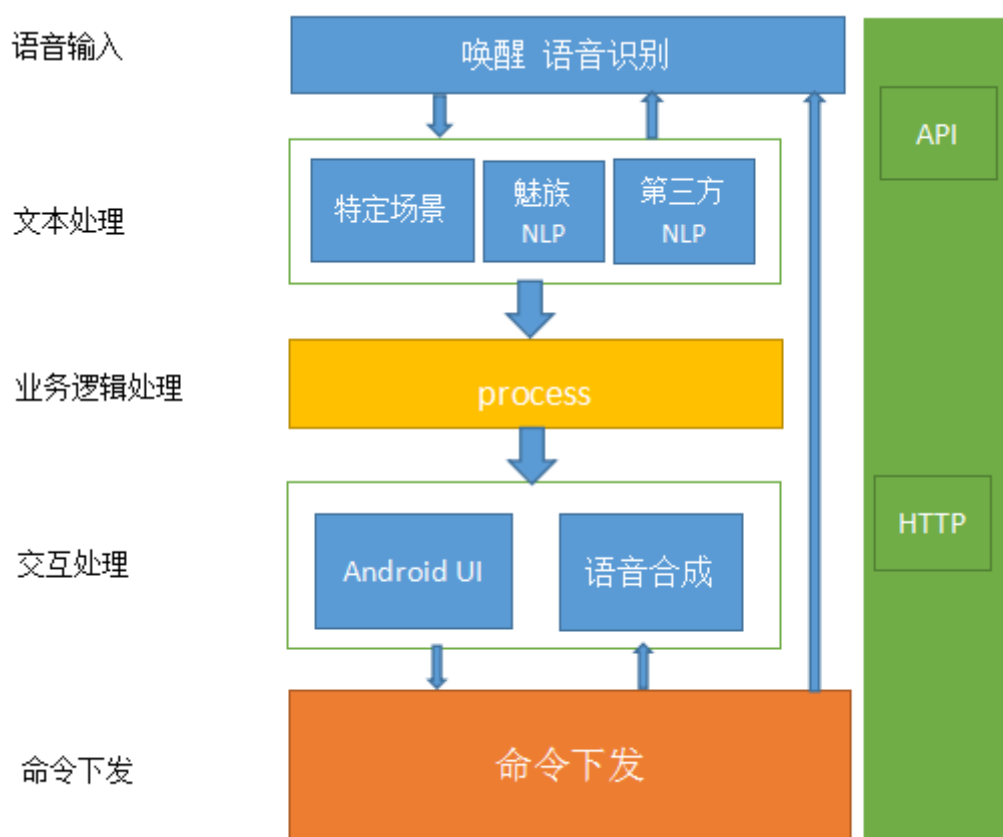 语音输入
唤醒 语音识别
API
文本处理
特定场景
魅族
NLP
第三方
NLP
业务逻辑处理
process
HTTP
交互处理
Android UI
语音合成
命令下发
命令下发